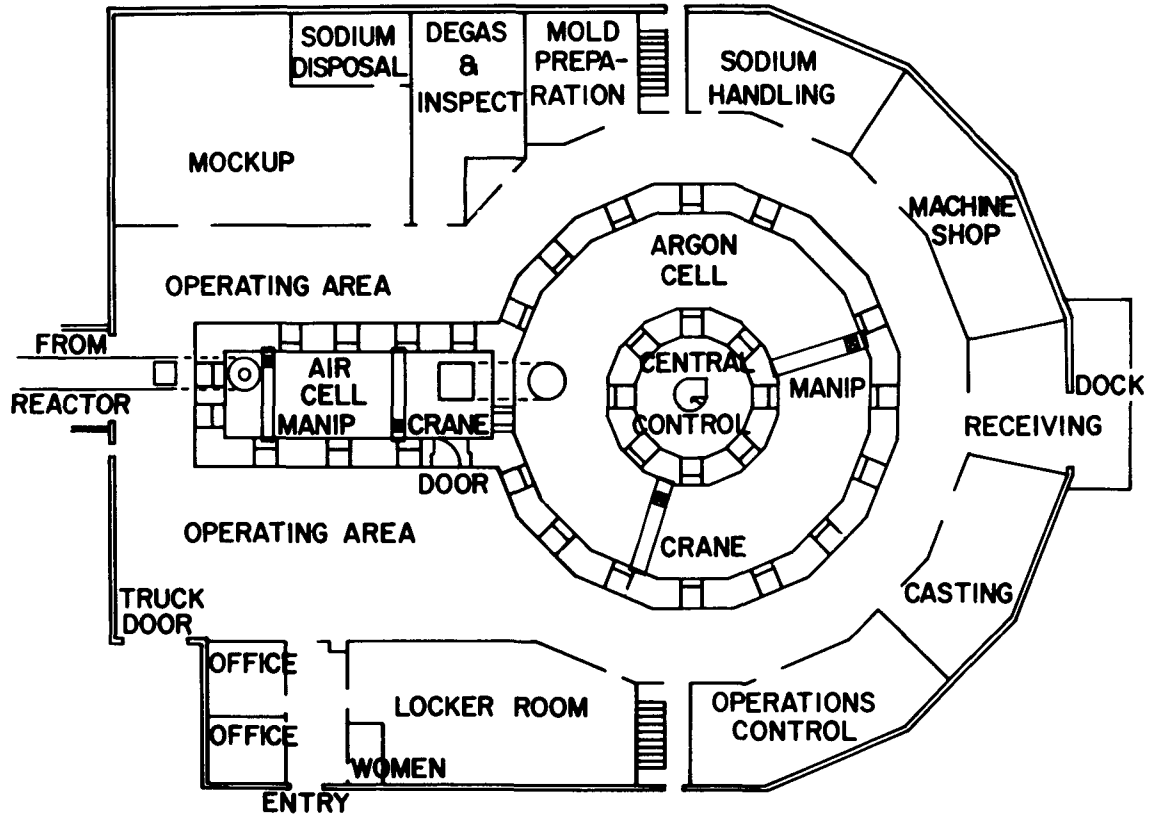 SODIUM
DISPOSAL
DEGAS
&
INSPECT
MOLD
PREPA-
RATION
SODIUM
HANDLING
MOCKUP
MACHINE
SHOP
ARGON
CELL
OPERATING AREA
FROM
REACTOR
AIR
CELL
MANIP
CRANE
DOOR
CENTRAL
CONTROL
MANIP
DOCK
RECEIVING
OPERATING AREA
CRANE
CASTING
TRUCK
DOOR
OFFICE
OFFICE
LOCKER ROOM
WOMEN
ENTRY
OPERATIONS
CONTROL